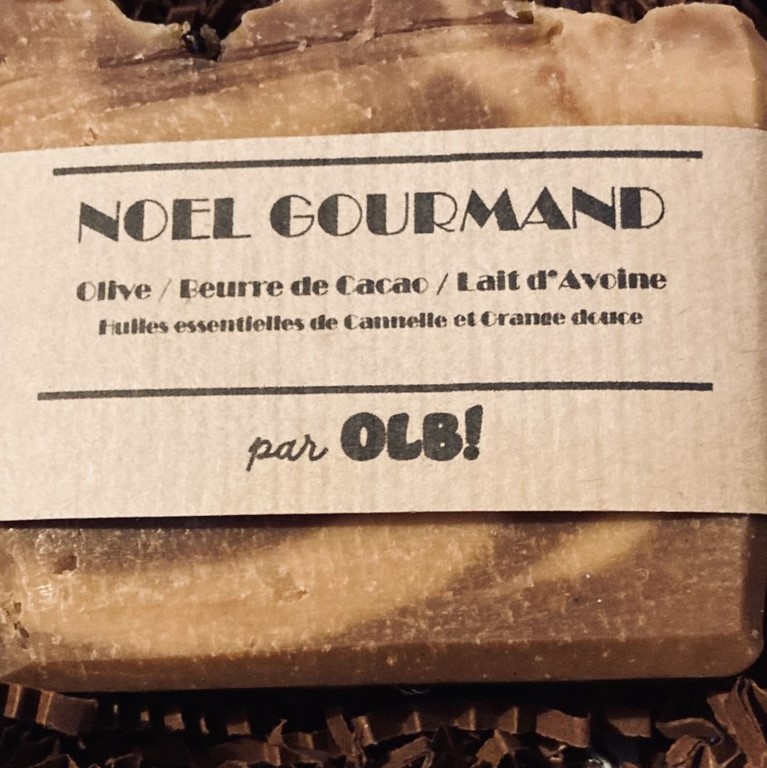 NOEL GOURMAND
Olive / Beurre de Cacao / Lait d'Avoine
Huiles essentielles de Cannelle et Orange douce
par OLB!